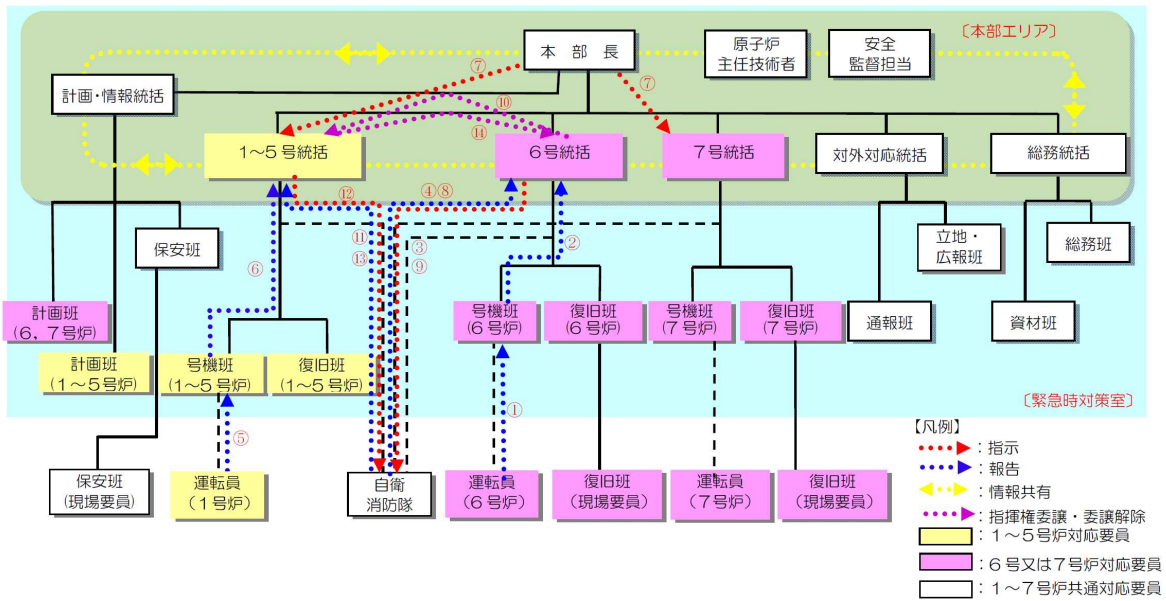 〔本部エリア〕
本 部 長
原子炉
主任技術者
安全
監督担当
⑦
⑦
計画・情報統括
⑩
⑭
1～5号統括
6号統括
7号統括
対外対応統括
総務統括
⑫
④⑧
⑪
⑬
③
⑨
②
⑥
保安班
立地・
広報班
総務班
計画班
(6，7号炉)
号機班
(6号炉)
復旧班
(6号炉)
号機班
(7号炉)
復旧班
(7号炉)
通報班
資材班
計画班
(1～5号炉)
号機班
(1～5号炉)
復旧班
(1～5号炉)
〔緊急時対策室〕
⑤
①
保安班
(現場要員)
運転員
(1号炉)
自衛
消防隊
運転員
(6号炉)
復旧班
(現場要員)
運転員
(7号炉)
復旧班
(現場要員)
【凡例】
：指示
：報告
：情報共有
：指揮権委譲・委譲解除
：1～5号炉対応要員
：6号又は7号炉対応要員
：1～7号炉共通対応要員